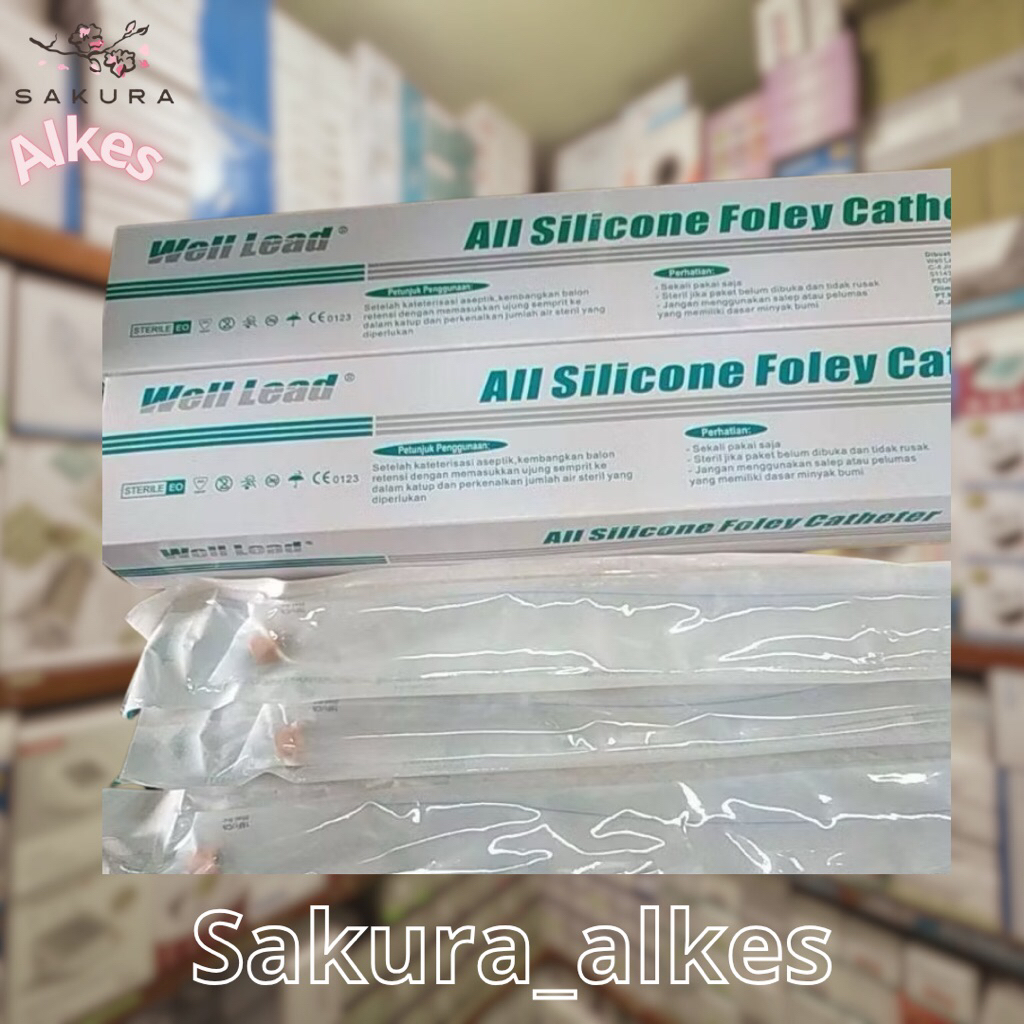 SAKURA
Alkes
Well Lead®
All Silicone Foley Cathe
Petunjuk Penggunaan:
Setelah kateterisasi aseptik,kembangkan balon
retensi dengan memasukkan ujung semprit ke
dalam katup dan perkenalkan jumlah air steril yang
diperlukan
Perhatian:
- Sekali pakai saja
- Steril jika paket belum dibuka dan tidak rusak
- Jangan menggunakan salep atau pelumas
yang memiliki dasar minyak bumi
STERILE EO
CE 0123
Well Lead®
All Silicone Foley Cat
Petunjuk Penggunaan:
Setelah kateterisasi aseptik,kembangkan balon
retensi dengan memasukkan ujung semprit ke
dalam katup dan perkenalkan jumlah air steril yang
diperlukan
Perhatian:
- Sekali pakai saja
- Steril jika paket belum dibuka dan tidak rusak
- Jangan menggunakan salep atau pelumas
yang memiliki dasar minyak bumi
STERILE EO
CE 0123
Well Lead®
All Silicone Foley Catheter
Sakura_alkes